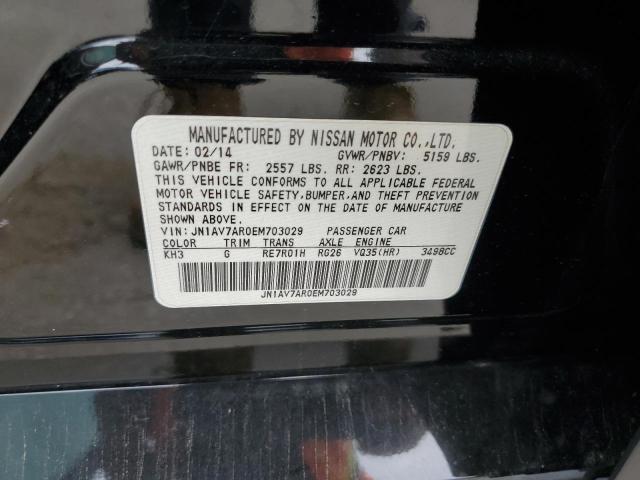 MANUFACTURED BY NISSAN MOTOR CO.,LTD.
DATE: 02/14 GVWR/PNBV: 5159 LBS.
GAWR/PNBE FR: 2557 LBS. RR: 2623 LBS.
THIS VEHICLE CONFORMS TO ALL APPLICABLE FEDERAL
MOTOR VEHICLE SAFETY,BUMPER,AND THEFT PREVENTION
STANDARDS IN EFFECT ON THE DATE OF MANUFACTURE
SHOWN ABOVE.
VIN: JN1AV7AR0EM703029 PASSENGER CAR
COLOR TRIM TRANS AXLE ENGINE
KH3 G RE7R01H RG26 VQ35(HR) 3498CC
JN1AV7AR0EM703029